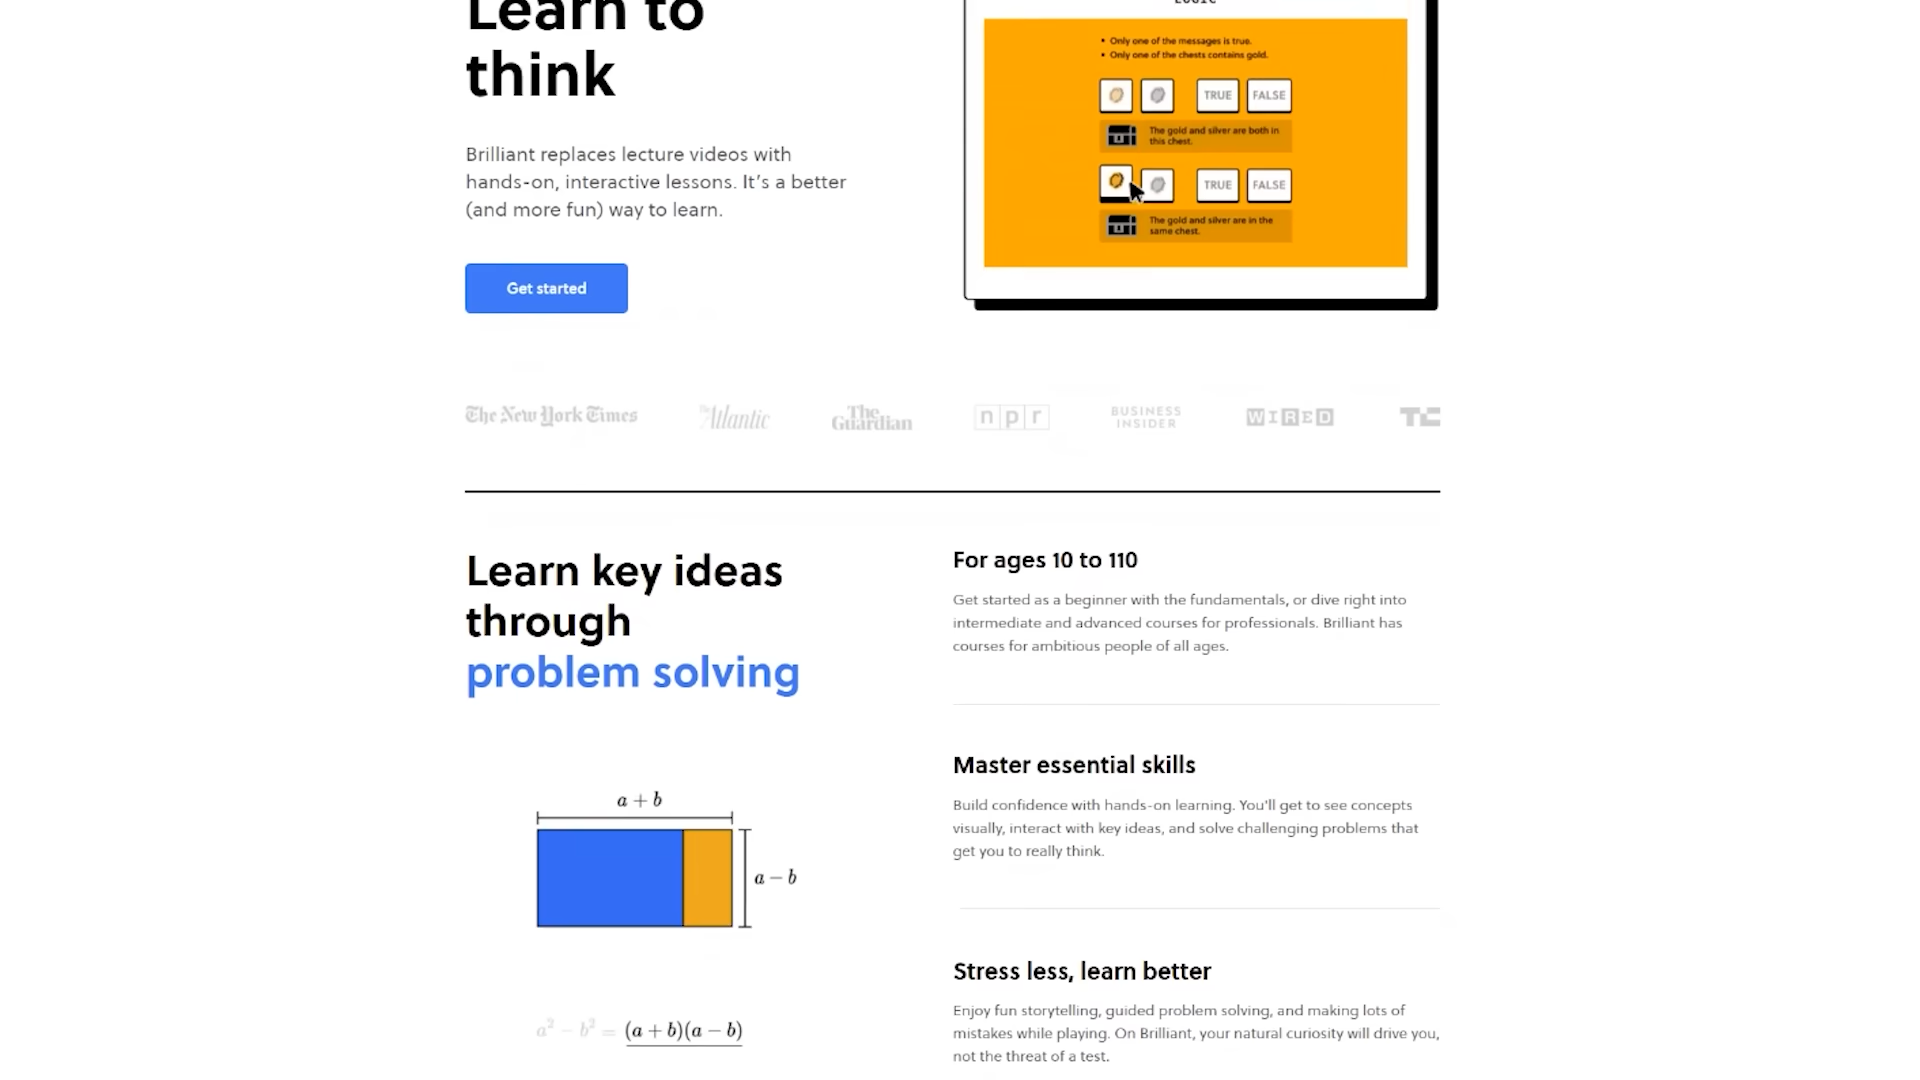 Learn to
think
Brilliant replaces lecture videos with
hands-on, interactive lessons. It's a better
(and more fun) way to learn.
Get started
LOGIC
• Only one of the messages is true.
• Only one of the chests contains gold.
TRUE FALSE
The gold and silver are both in
this chest.
TRUE FALSE
The gold and silver are in the
same chest.
The New York Times
The Atlantic
The Guardian
npr
BUSINESS INSIDER
WIRED
TC
Learn key ideas
through
problem solving
a + b
a − b
a² − b² = (a + b)(a − b)
For ages 10 to 110
Get started as a beginner with the fundamentals, or dive right into
intermediate and advanced courses for professionals. Brilliant has
courses for ambitious people of all ages.
Master essential skills
Build confidence with hands-on learning. You'll get to see concepts
visually, interact with key ideas, and solve challenging problems that
get you to really think.
Stress less, learn better
Enjoy fun storytelling, guided problem solving, and making lots of
mistakes while playing. On Brilliant, your natural curiosity will drive you,
not the threat of a test.